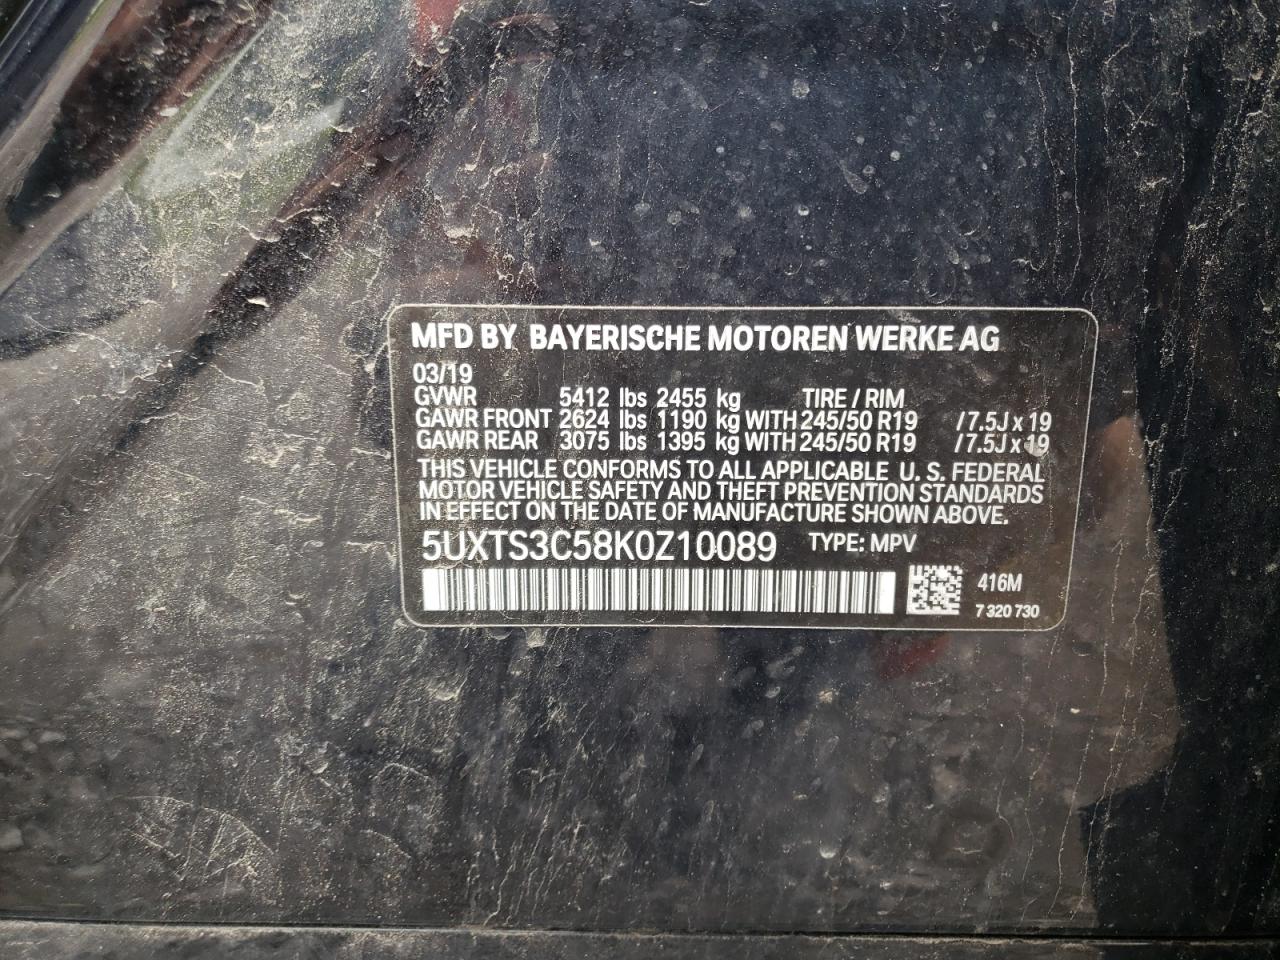 MFD BY BAYERISCHE MOTOREN WERKE AG
03/19
GVWR 5412 lbs 2455 kg TIRE / RIM
GAWR FRONT 2624 lbs 1190 kg WITH 245/50 R19 /7.5J x 19
GAWR REAR 3075 lbs 1395 kg WITH 245/50 R19 /7.5J x 19
THIS VEHICLE CONFORMS TO ALL APPLICABLE U. S. FEDERAL
MOTOR VEHICLE SAFETY AND THEFT PREVENTION STANDARDS
IN EFFECT ON THE DATE OF MANUFACTURE SHOWN ABOVE.
5UXTS3C58K0Z10089 TYPE: MPV
416M
7 320 730